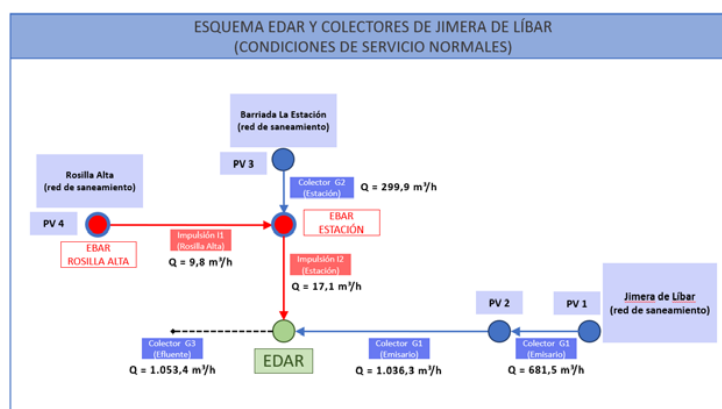 ESQUEMA EDAR Y COLECTORES DE JIMERA DE LÍBAR
(CONDICIONES DE SERVICIO NORMALES)
Barriada La Estación
(red de saneamiento)
PV 3
Colector G2
(Estación)
Q = 299,9 m³/h
Rosilla Alta
(red de saneamiento)
PV 4
EBAR
ROSILLA ALTA
Impulsión I1
(Rosilla Alta)
Q = 9,8 m³/h
EBAR
ESTACIÓN
Impulsión I2
(Estación)
Q = 17,1 m³/h
Jimera de Líbar
(red de saneamiento)
PV 2
PV 1
EDAR
Colector G3
(Efluente)
Q = 1.053,4 m³/h
Colector G1
(Emisario)
Q = 1.036,3 m³/h
Colector G1
(Emisario)
Q = 681,5 m³/h